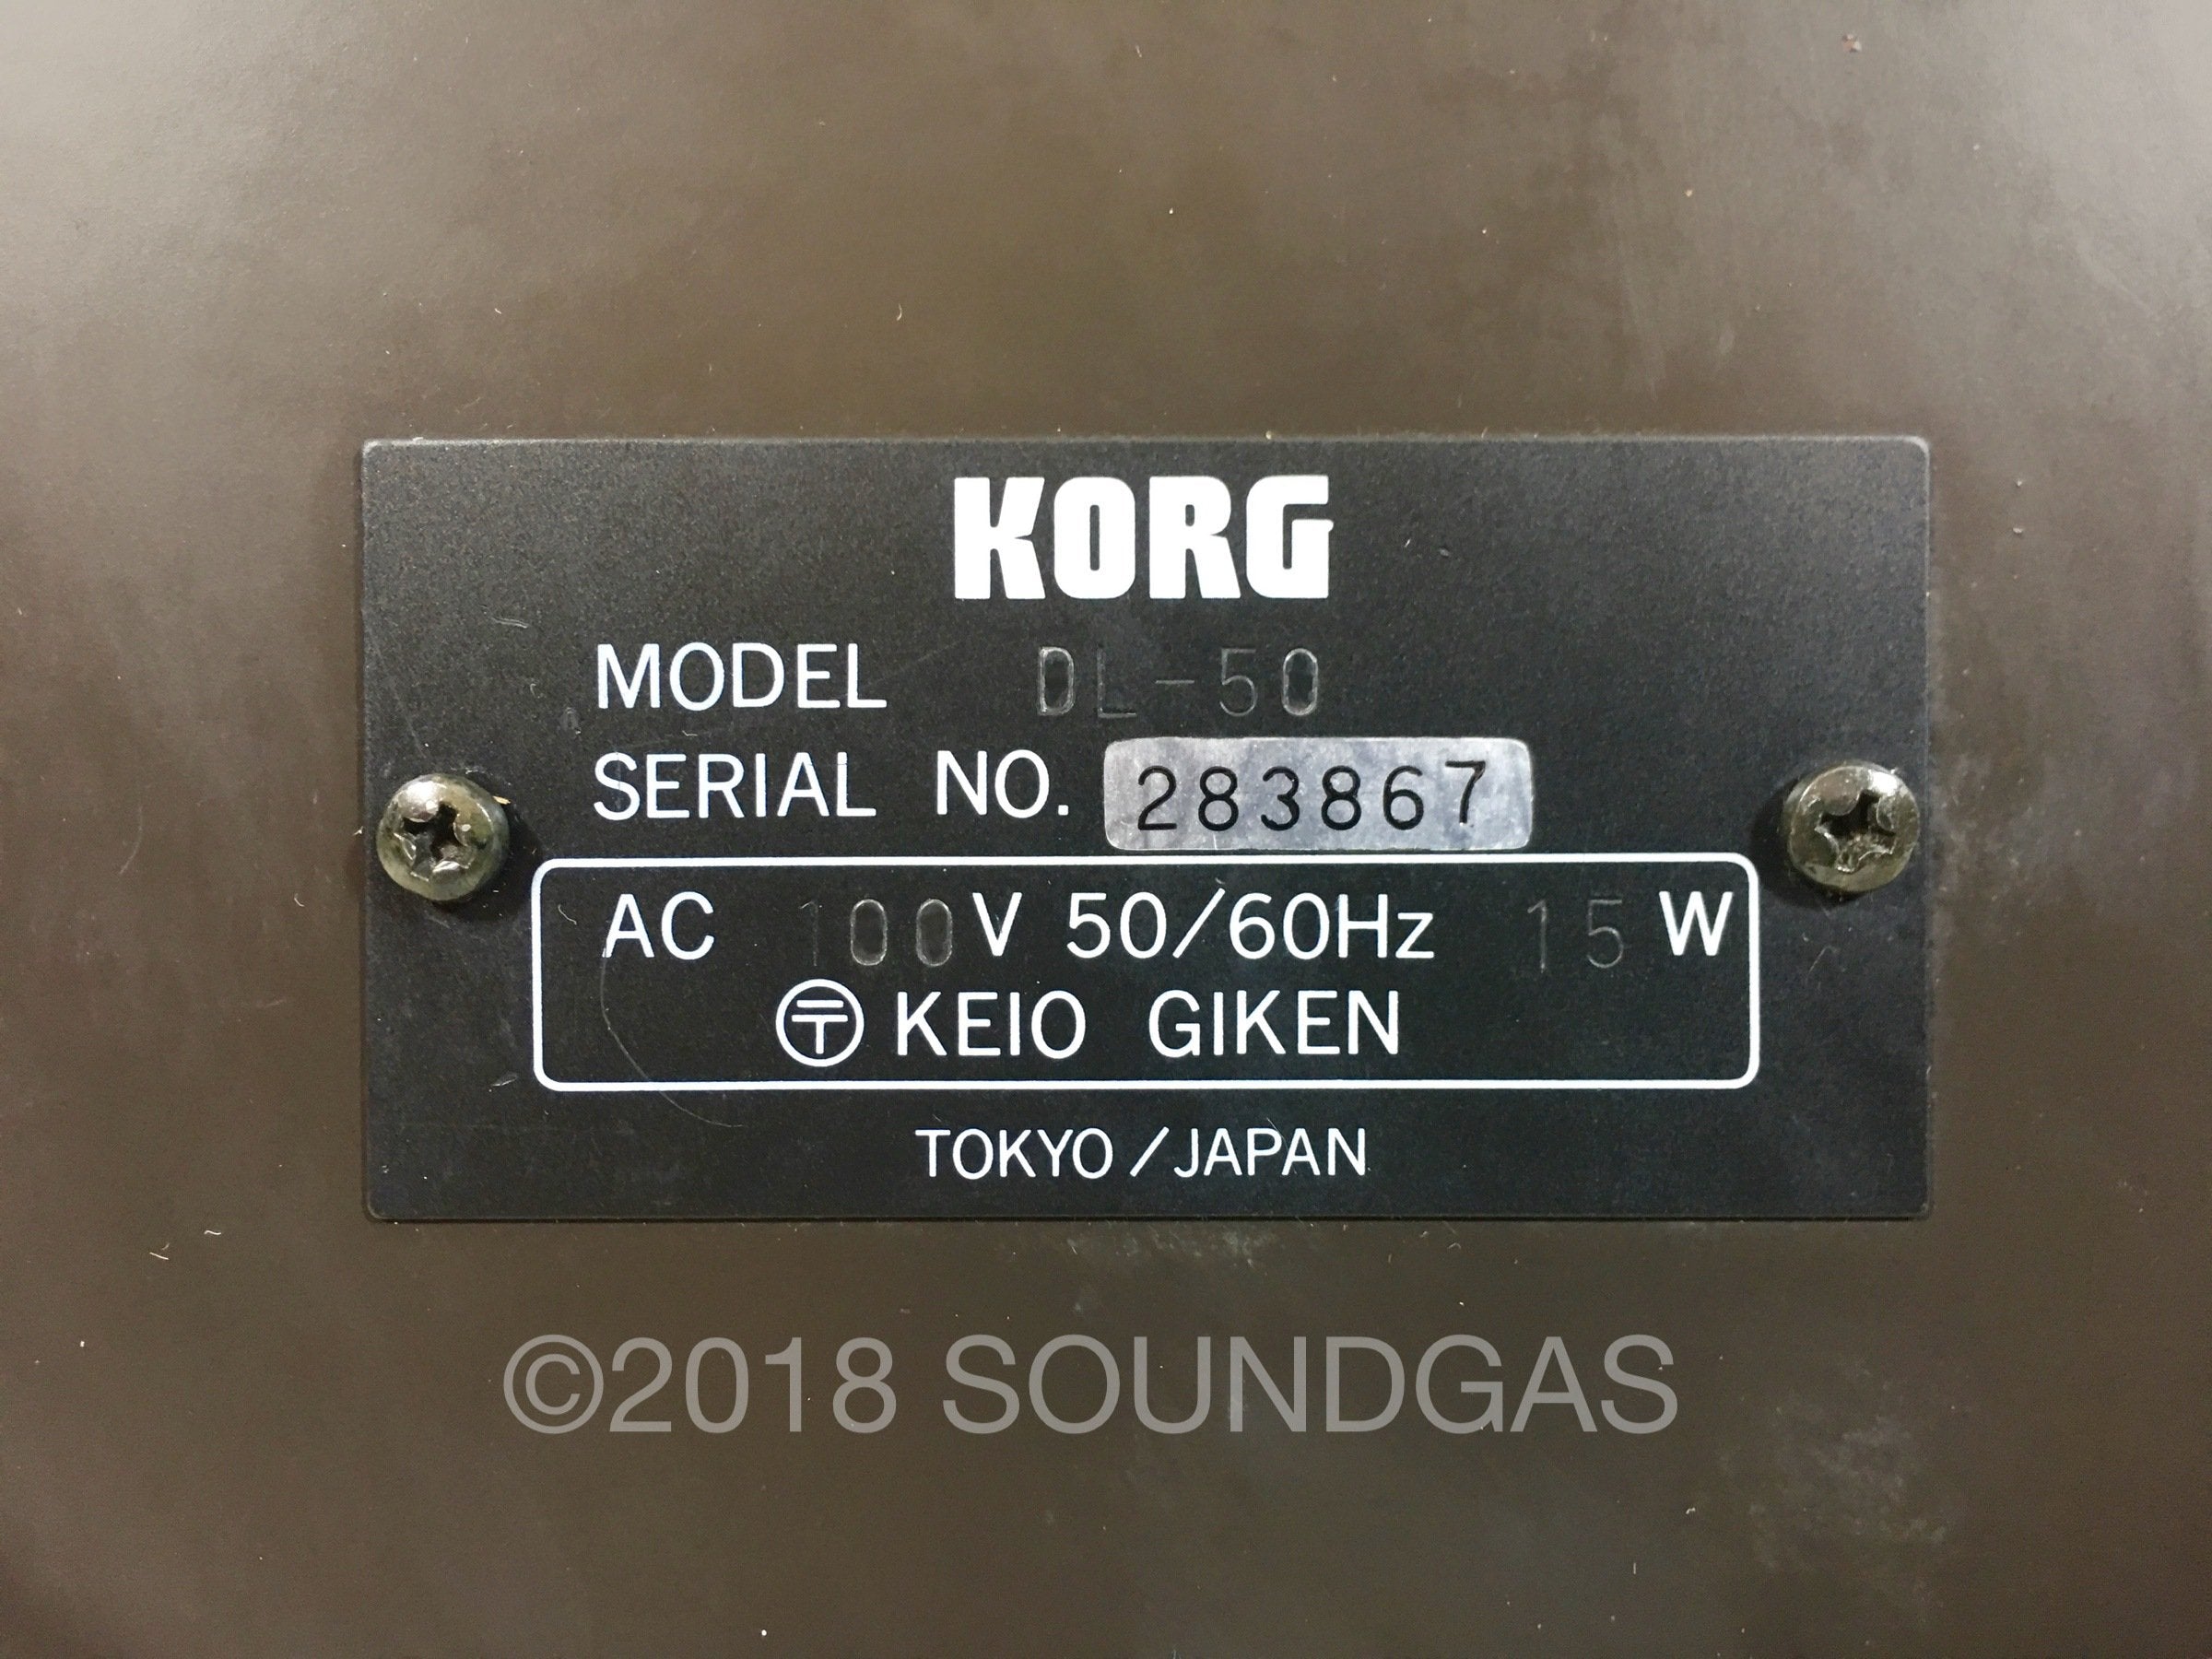 KORG
MODEL DL-50
SERIAL NO. 283867
AC 100V 50/60Hz 15 W
〒 KEIO GIKEN
TOKYO/JAPAN
©2018 SOUNDGAS